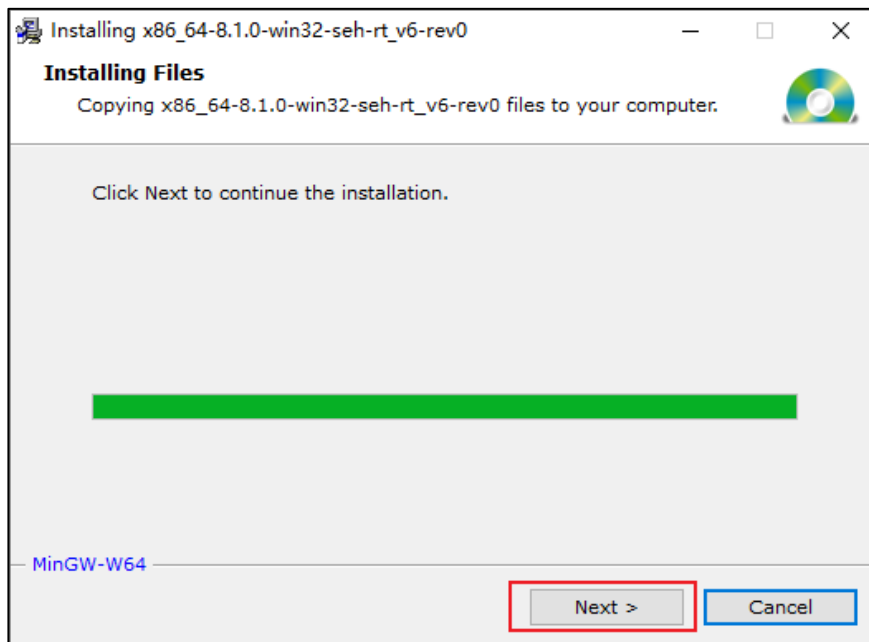 Installing x86_64-8.1.0-win32-seh-rt_v6-rev0
Installing Files
Copying x86_64-8.1.0-win32-seh-rt_v6-rev0 files to your computer.
Click Next to continue the installation.
MinGW-W64
Next >
Cancel